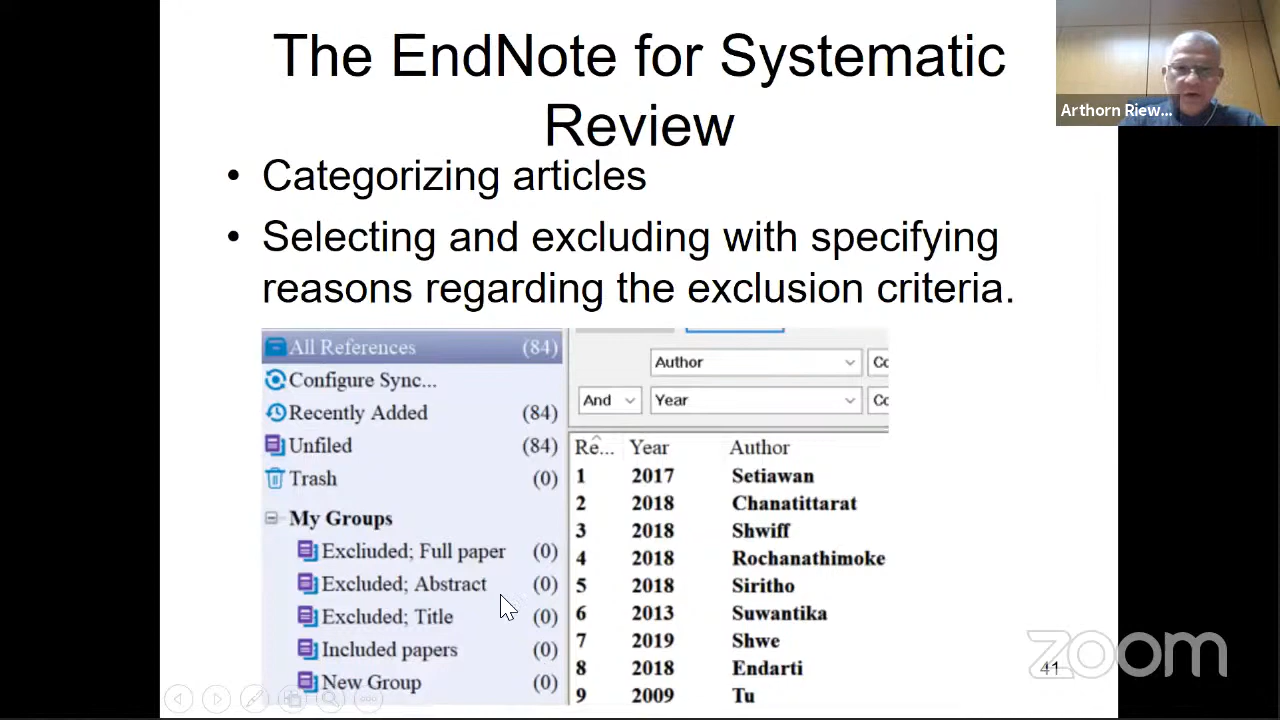 The EndNote for Systematic
Review
• Categorizing articles
• Selecting and excluding with specifying
reasons regarding the exclusion criteria.
Arthorn Riew...
All References (84)
Configure Sync...
Recently Added (84)
Unfiled (84)
Trash (0)
My Groups
Excliuded; Full paper (0)
Excluded; Abstract (0)
Excluded; Title (0)
Included papers (0)
New Group (0)
Author Co
And Year Co
Re... Year Author
1 2017 Setiawan
2 2018 Chanatittarat
3 2018 Shwiff
4 2018 Rochanathimoke
5 2018 Siritho
6 2013 Suwantika
7 2019 Shwe
8 2018 Endarti
9 2009 Tu
41
zoom